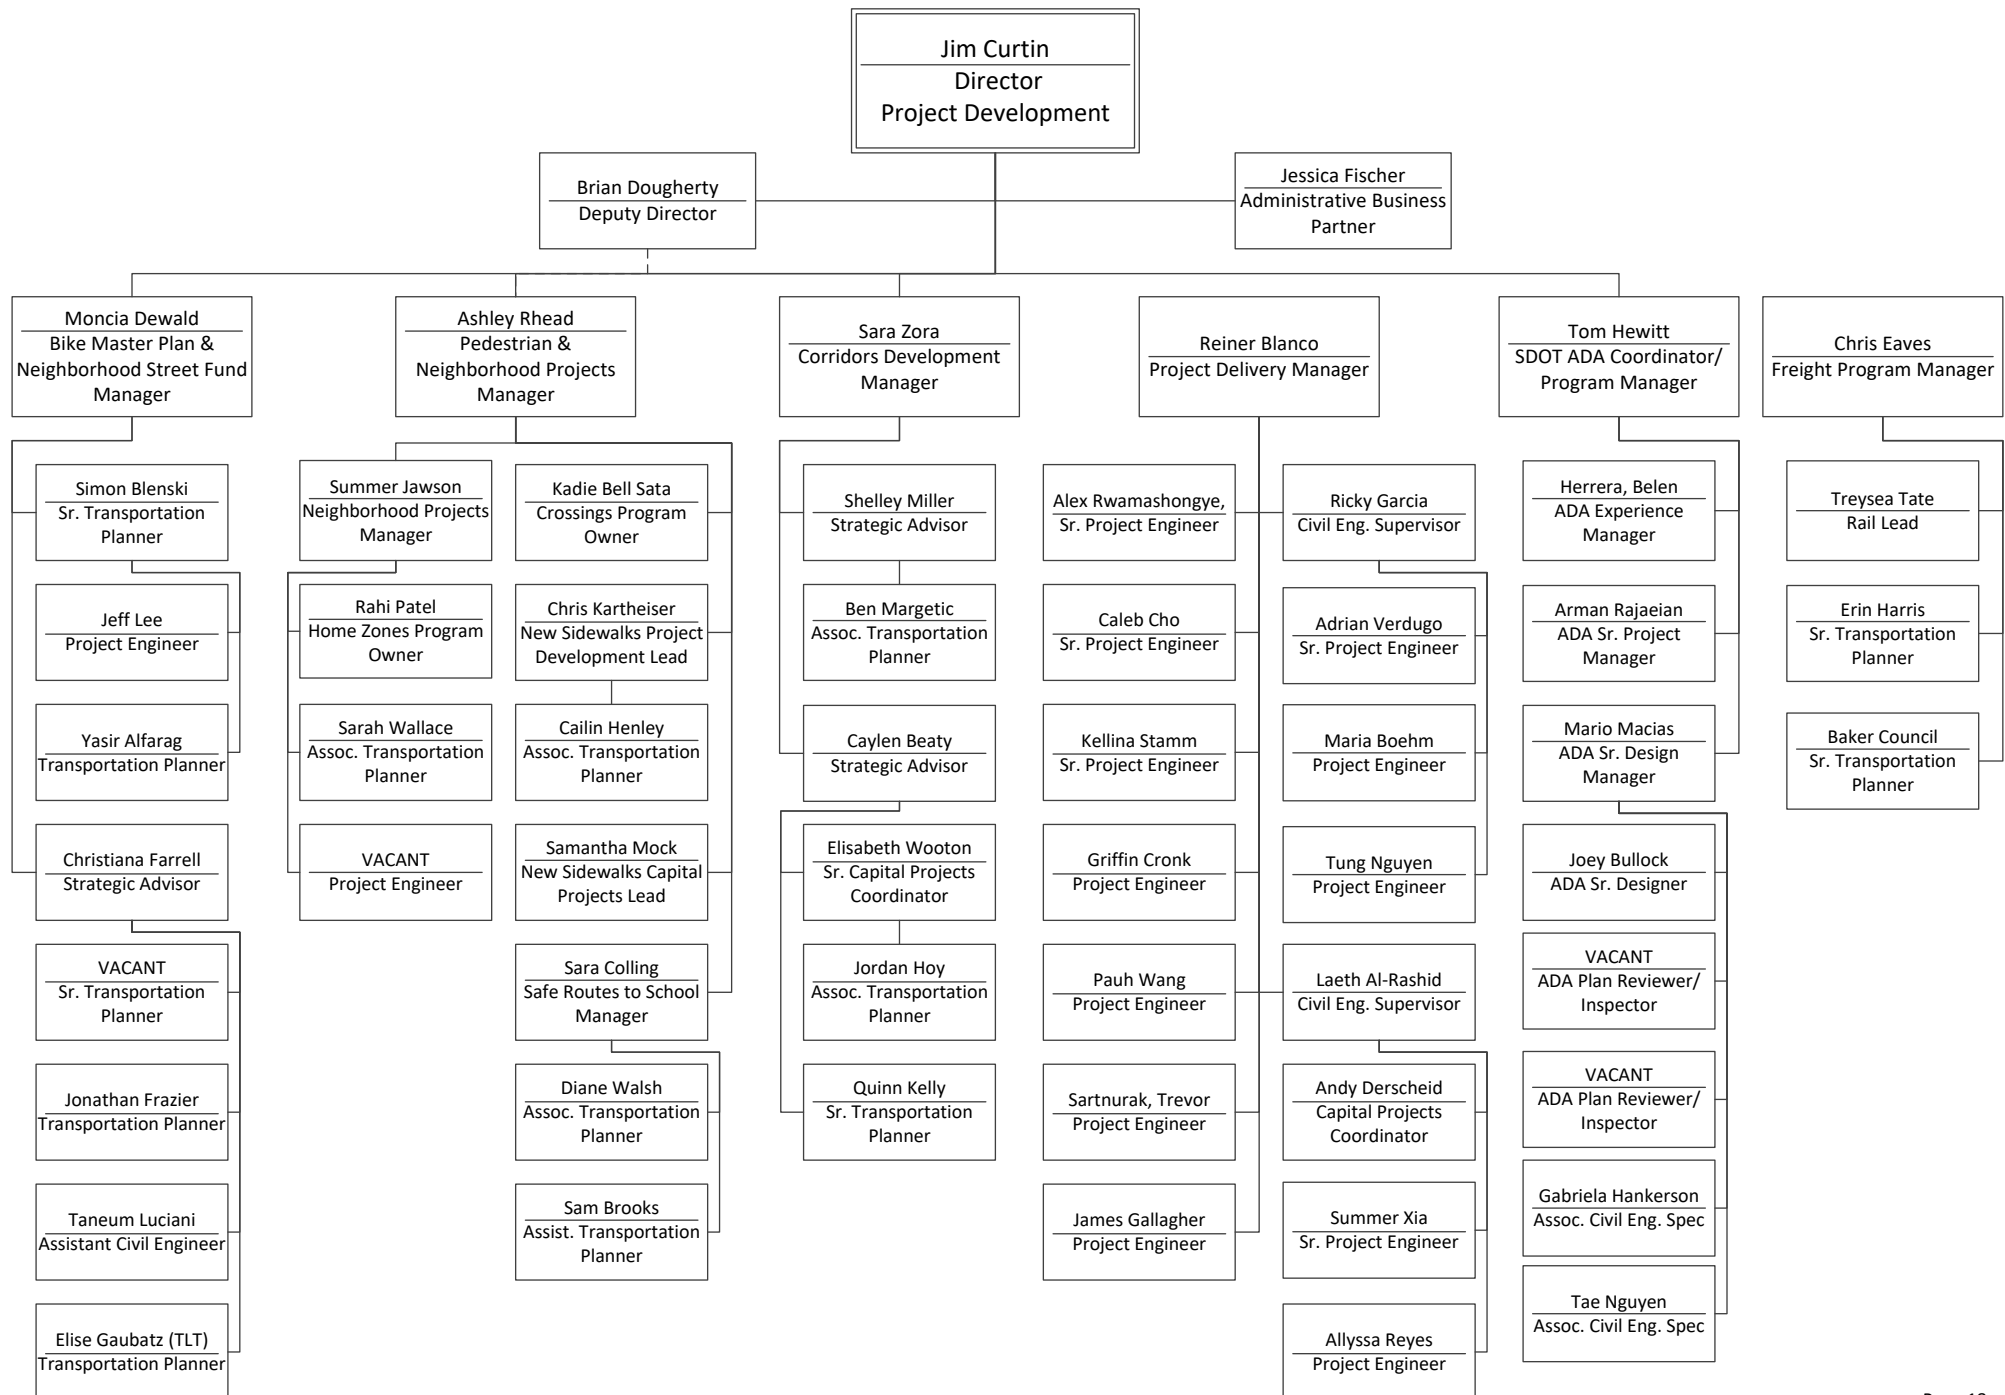 Jim Curtin
Director
Project Development
Brian Dougherty
Deputy Director
Jessica Fischer
Administrative Business
Partner
Moncia Dewald
Bike Master Plan &
Neighborhood Street Fund
Manager
Ashley Rhead
Pedestrian &
Neighborhood Projects
Manager
Sara Zora
Corridors Development
Manager
Reiner Blanco
Project Delivery Manager
Tom Hewitt
SDOT ADA Coordinator/
Program Manager
Chris Eaves
Freight Program Manager
Simon Blenski
Sr. Transportation
Planner
Jeff Lee
Project Engineer
Yasir Alfarag
Transportation Planner
Christiana Farrell
Strategic Advisor
VACANT
Sr. Transportation
Planner
Jonathan Frazier
Transportation Planner
Taneum Luciani
Assistant Civil Engineer
Elise Gaubatz (TLT)
Transportation Planner
Summer Jawson
Neighborhood Projects
Manager
Rahi Patel
Home Zones Program
Owner
Sarah Wallace
Assoc. Transportation
Planner
VACANT
Project Engineer
Kadie Bell Sata
Crossings Program
Owner
Chris Kartheiser
New Sidewalks Project
Development Lead
Cailin Henley
Assoc. Transportation
Planner
Samantha Mock
New Sidewalks Capital
Projects Lead
Sara Colling
Safe Routes to School
Manager
Diane Walsh
Assoc. Transportation
Planner
Sam Brooks
Assist. Transportation
Planner
Shelley Miller
Strategic Advisor
Ben Margetic
Assoc. Transportation
Planner
Caylen Beaty
Strategic Advisor
Elisabeth Wooton
Sr. Capital Projects
Coordinator
Jordan Hoy
Assoc. Transportation
Planner
Quinn Kelly
Sr. Transportation
Planner
Alex Rwamashongye,
Sr. Project Engineer
Caleb Cho
Sr. Project Engineer
Kellina Stamm
Sr. Project Engineer
Griffin Cronk
Project Engineer
Pauh Wang
Project Engineer
Sartnurak, Trevor
Project Engineer
James Gallagher
Project Engineer
Ricky Garcia
Civil Eng. Supervisor
Adrian Verdugo
Sr. Project Engineer
Maria Boehm
Project Engineer
Tung Nguyen
Project Engineer
Laeth Al-Rashid
Civil Eng. Supervisor
Andy Derscheid
Capital Projects
Coordinator
Summer Xia
Sr. Project Engineer
Allyssa Reyes
Project Engineer
Herrera, Belen
ADA Experience
Manager
Arman Rajaeian
ADA Sr. Project
Manager
Mario Macias
ADA Sr. Design
Manager
Joey Bullock
ADA Sr. Designer
VACANT
ADA Plan Reviewer/
Inspector
VACANT
ADA Plan Reviewer/
Inspector
Gabriela Hankerson
Assoc. Civil Eng. Spec
Tae Nguyen
Assoc. Civil Eng. Spec
Treysea Tate
Rail Lead
Erin Harris
Sr. Transportation
Planner
Baker Council
Sr. Transportation
Planner